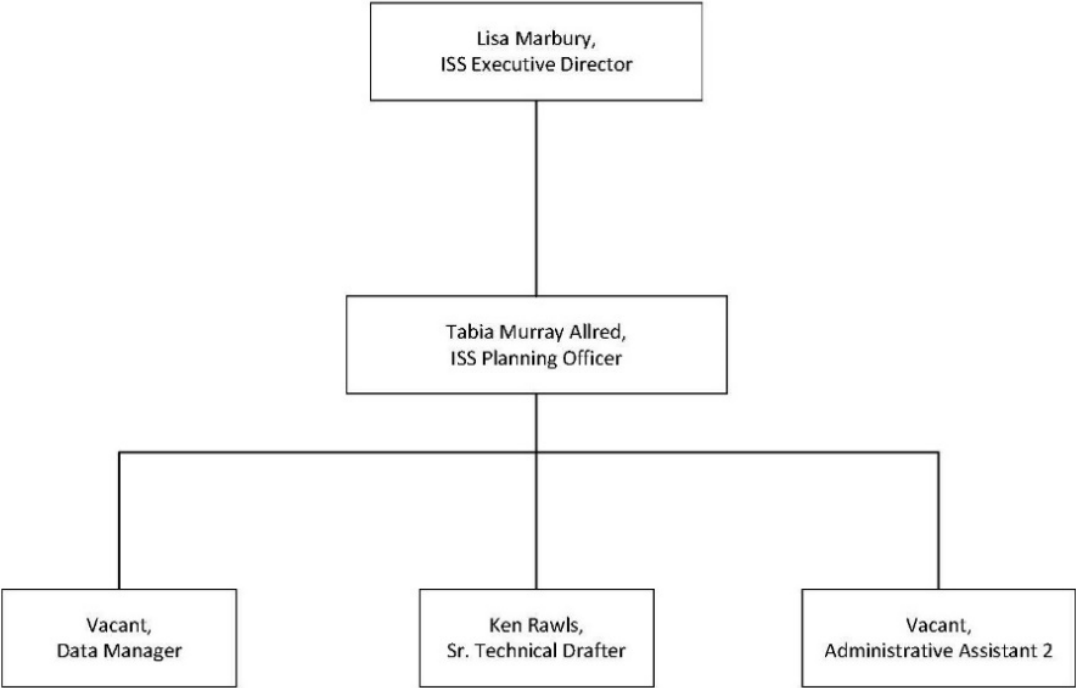 Lisa Marbury,
ISS Executive Director
Tabia Murray Allred,
ISS Planning Officer
Vacant,
Data Manager
Ken Rawls,
Sr. Technical Drafter
Vacant,
Administrative Assistant 2